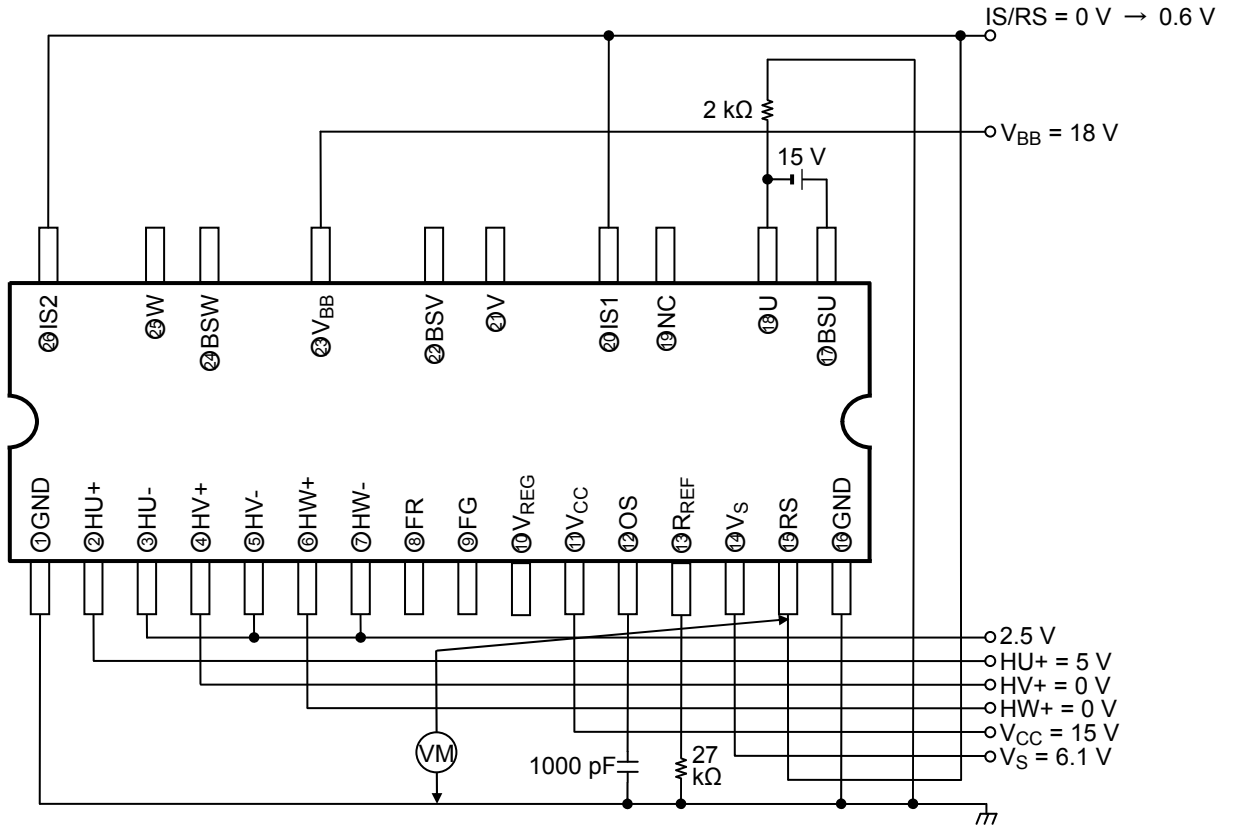 IS/RS = 0 V → 0.6 V
2 kΩ
V_BB = 18 V
15 V
㉖IS2
㉕W
㉔BSW
㉓V_BB
㉒BSV
㉑V
⑳IS1
⑲NC
⑱U
⑰BSU
①GND
②HU+
③HU-
④HV+
⑤HV-
⑥HW+
⑦HW-
⑧FR
⑨FG
⑩V_REG
⑪V_CC
⑫OS
⑬R_REF
⑭V_S
⑮RS
⑯GND
2.5 V
HU+ = 5 V
HV+ = 0 V
HW+ = 0 V
V_CC = 15 V
V_S = 6.1 V
VM
1000 pF
27
kΩ